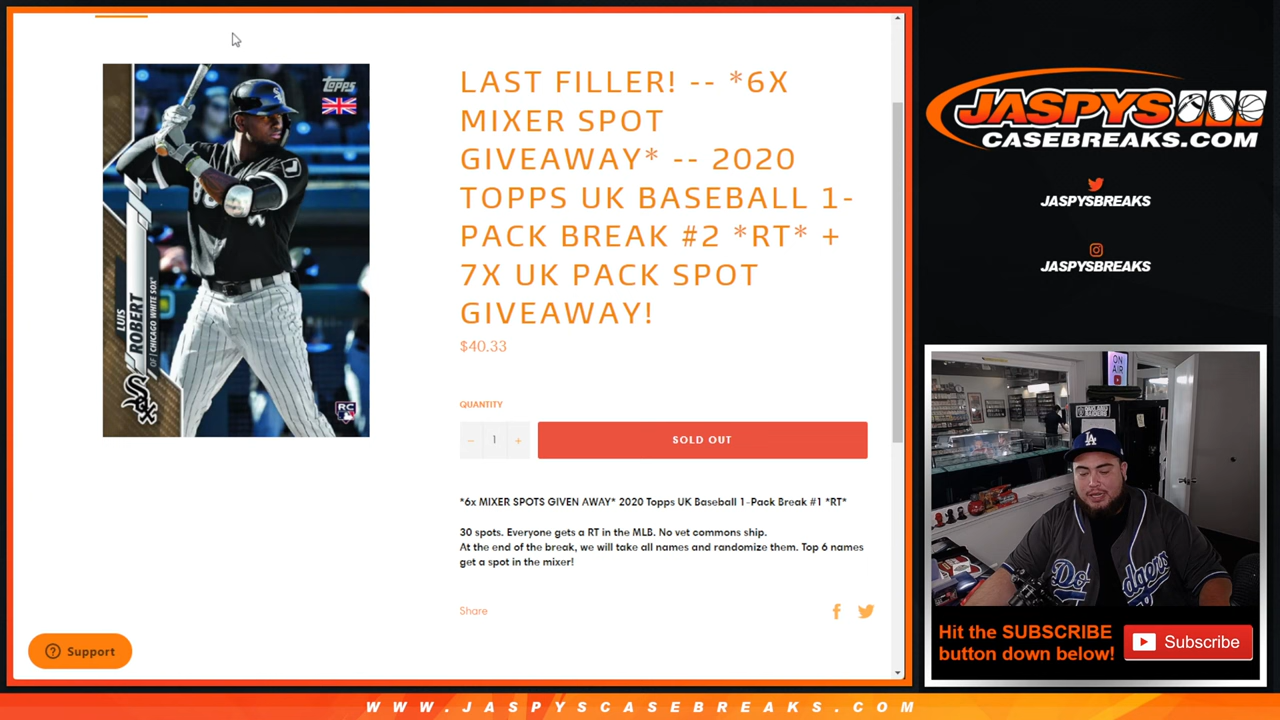 LAST FILLER! -- *6X
MIXER SPOT
GIVEAWAY* -- 2020
TOPPS UK BASEBALL 1-
PACK BREAK #2 *RT* +
7X UK PACK SPOT
GIVEAWAY!
$40.33
QUANTITY
− 1 +
SOLD OUT
*6x MIXER SPOTS GIVEN AWAY* 2020 Topps UK Baseball 1-Pack Break #1 *RT*
30 spots. Everyone gets a RT in the MLB. No vet commons ship.
At the end of the break, we will take all names and randomize them. Top 6 names
get a spot in the mixer!
Share
Support
Topps
LUIS
ROBERT
OF | CHICAGO WHITE SOX
Sox
RC
JASPYS
CASEBREAKS.COM
JASPYSBREAKS
JASPYSBREAKS
ON
AIR
LA
Dodgers
Hit the SUBSCRIBE
button down below!
Subscribe
WWW.JASPYSCASEBREAKS.COM